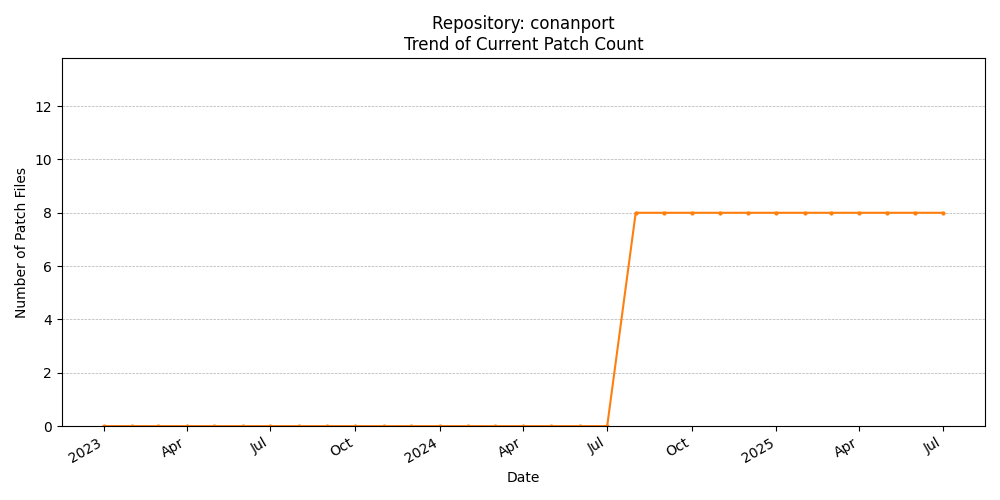 Repository: conanport
Trend of Current Patch Count
Number of Patch Files
12
10
8
6
4
2
0
2023
Apr
Jul
Oct
2024
Apr
Jul
Oct
2025
Apr
Jul
Date